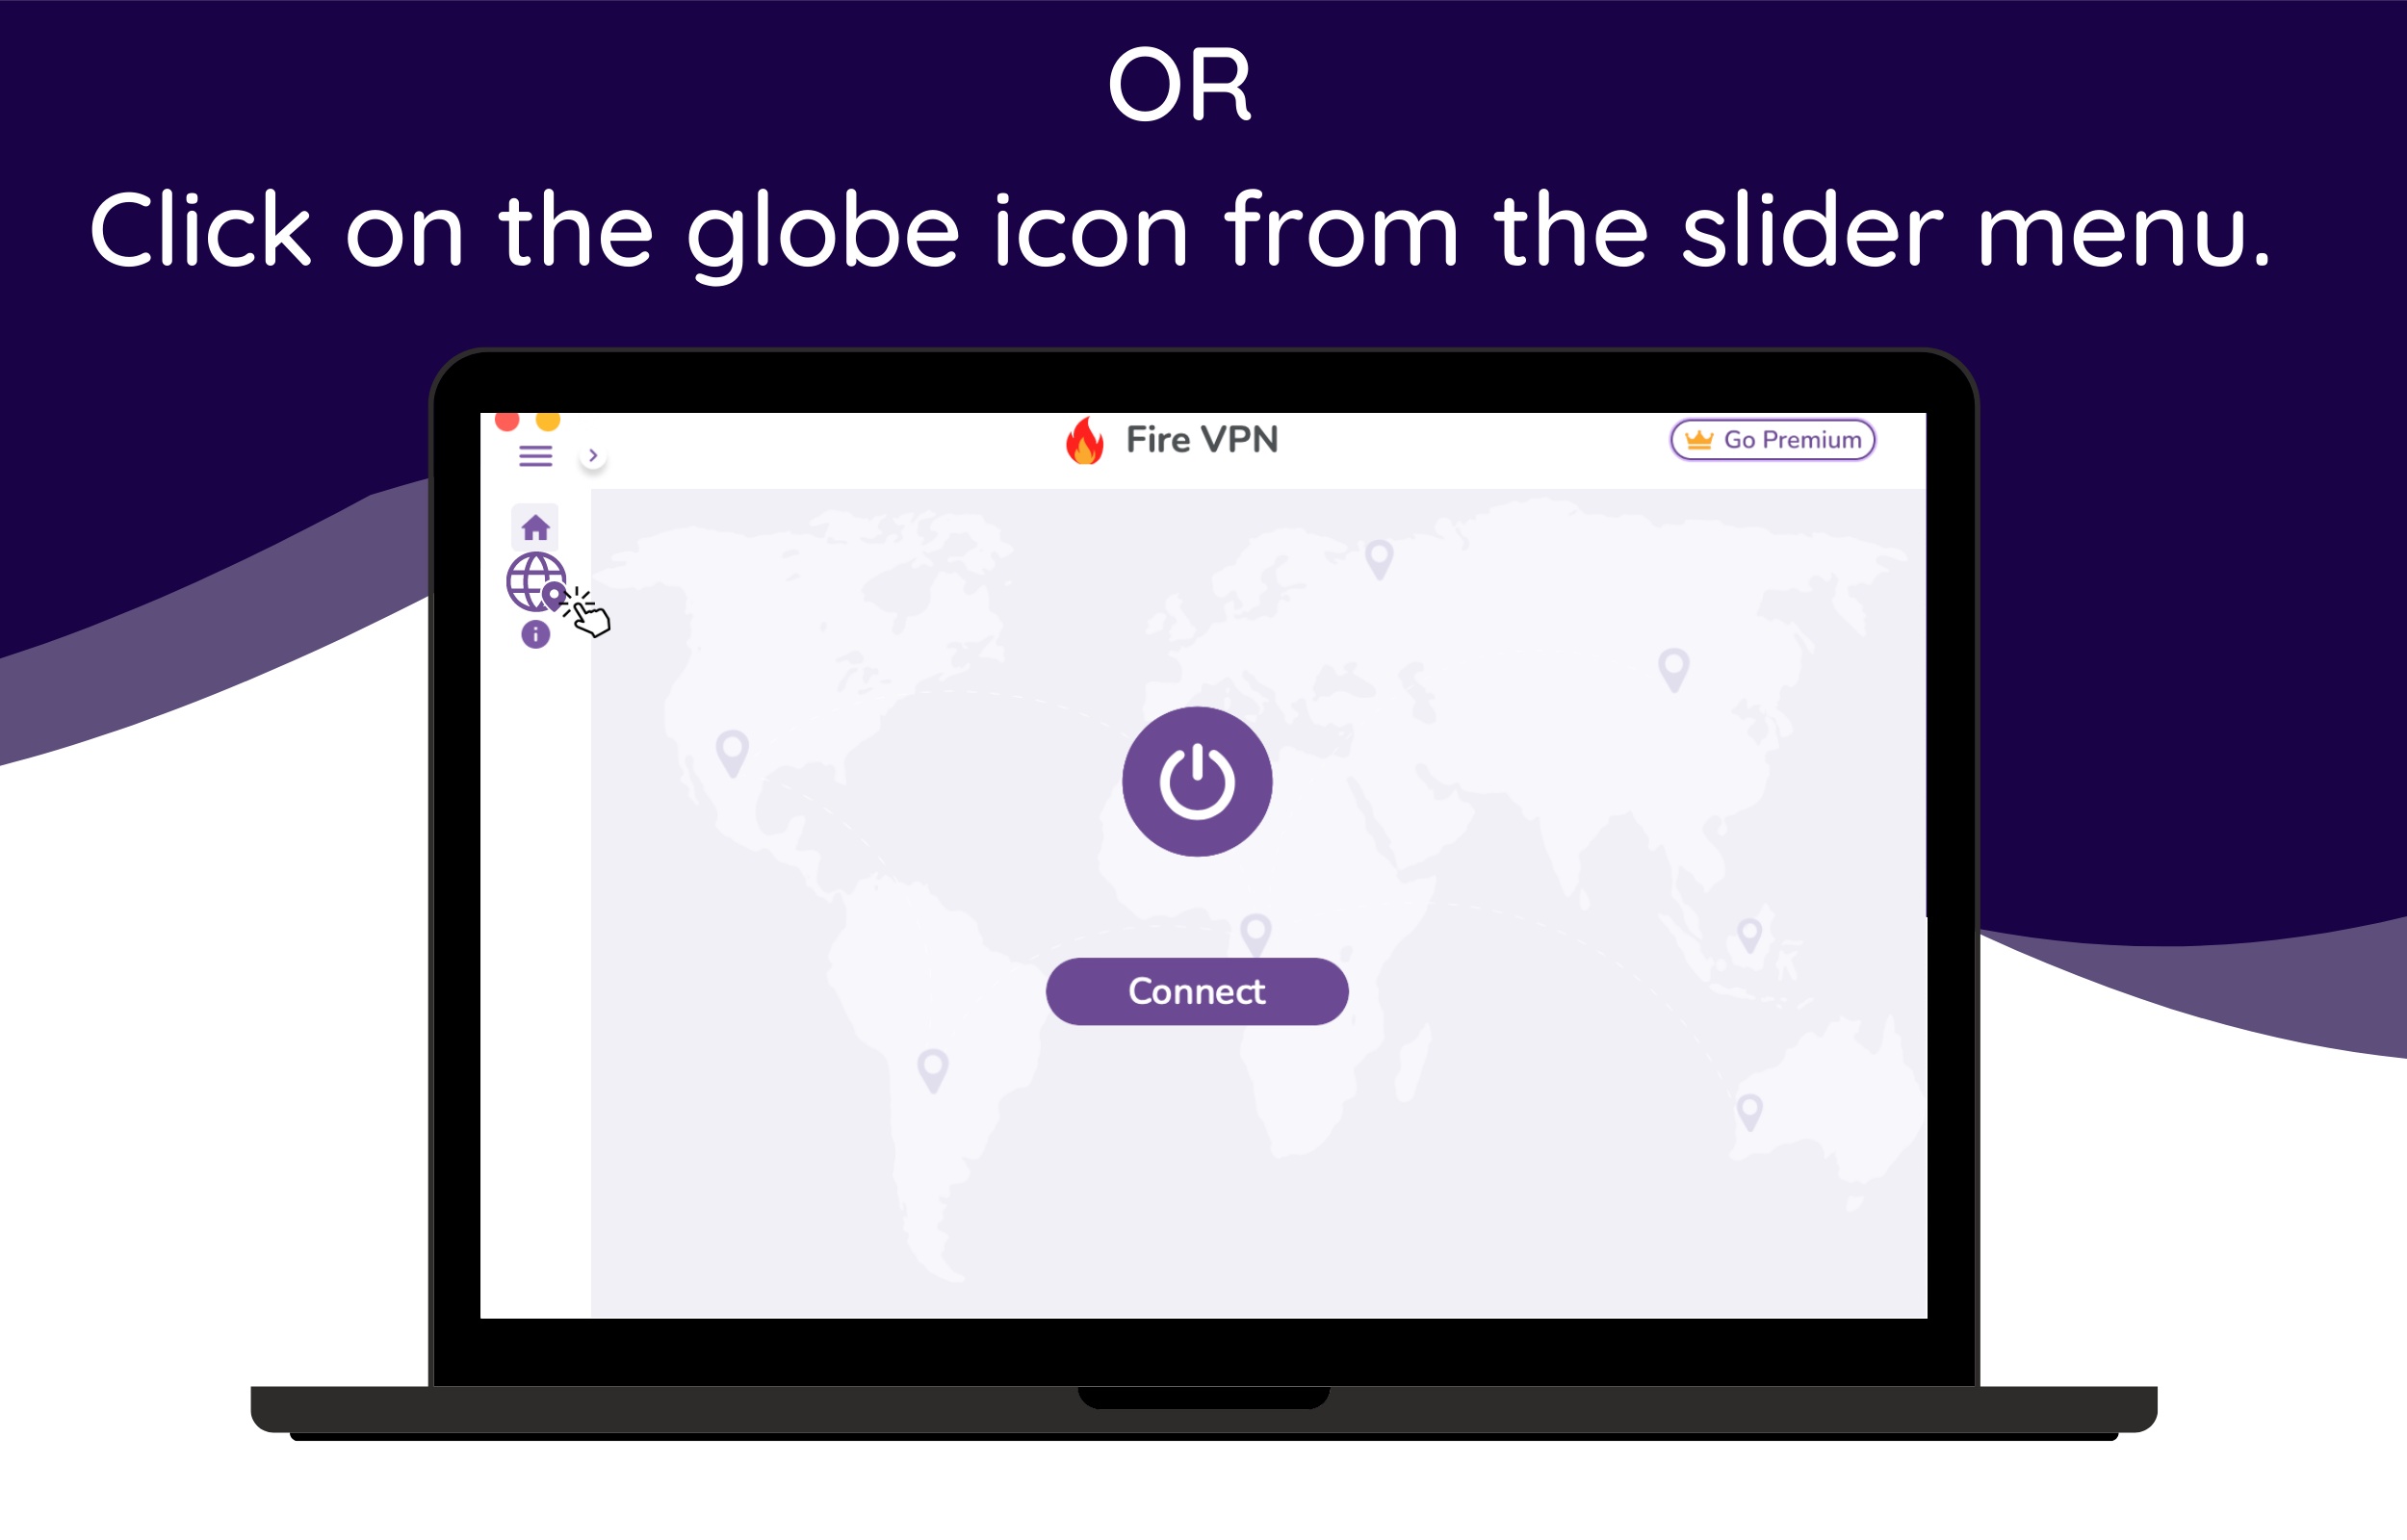 OR
Click on the globe icon from the slider menu.
Fire VPN
Go Premium
Connect